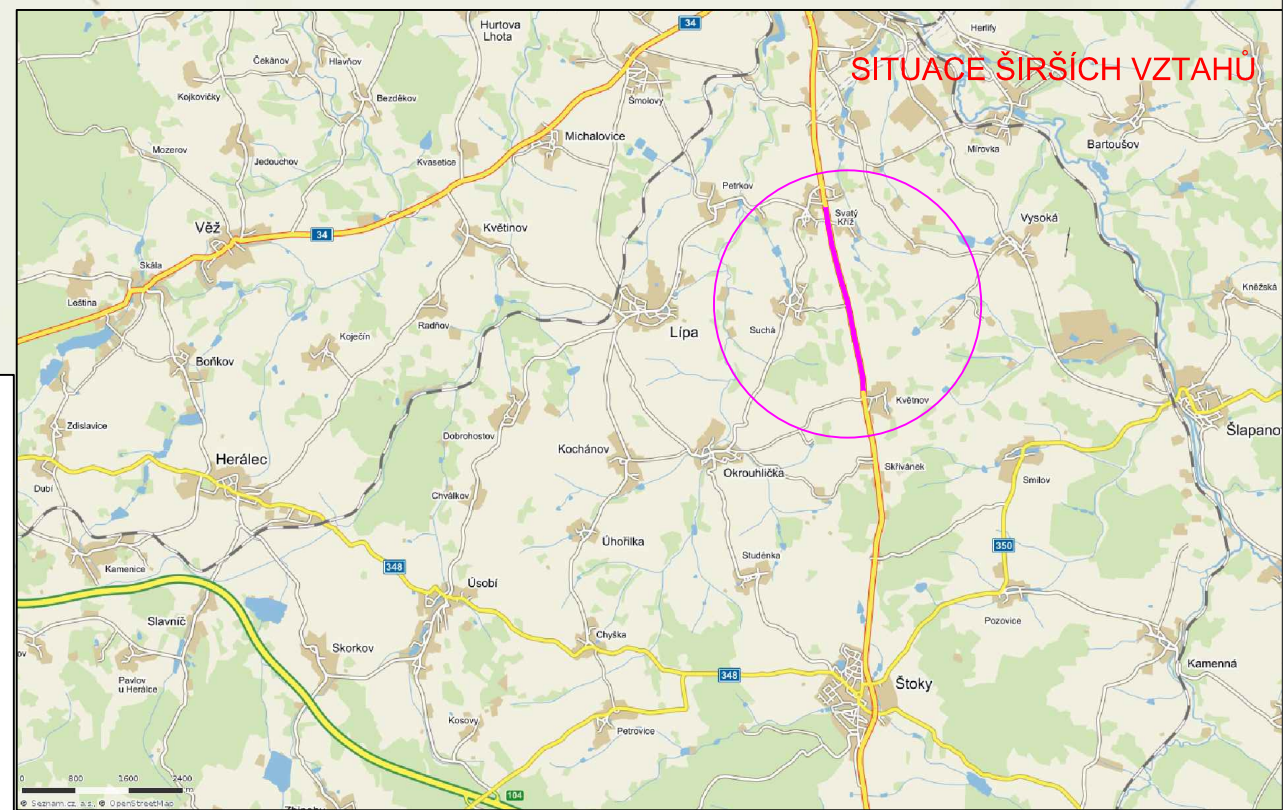 34
Hurtova
Lhota
Herlify
SITUACE ŠIRŠÍCH VZTAHŮ
Čekánov
Hlavňov
Kojkovičky
Bezděkov
Šmolovy
Michalovice
Mozerov
Jedouchov
Kvasetice
Mírovka
Bartoušov
Petrkov
Svatý
Kříž
Vysoká
Věž
34
Květinov
Skála
Leština
Kněžská
Radňov
Lípa
Suchá
Koječín
Boňkov
Květnov
Zdislavice
Dobrohostov
Šlapano
Herálec
Kochánov
Okrouhlička
Skřivánek
Dubí
Chválkov
Smilov
Úhořilka
350
Studénka
Kamenice
348
Úsobí
Slavníč
Pozovice
Chyška
Skorkov
348
Kamenná
ov
Pavlov
u Herálce
Štoky
Kosovy
Petrovice
0 800 1600 2400
m
104
© Seznam.cz, a.s., © OpenStreetMap